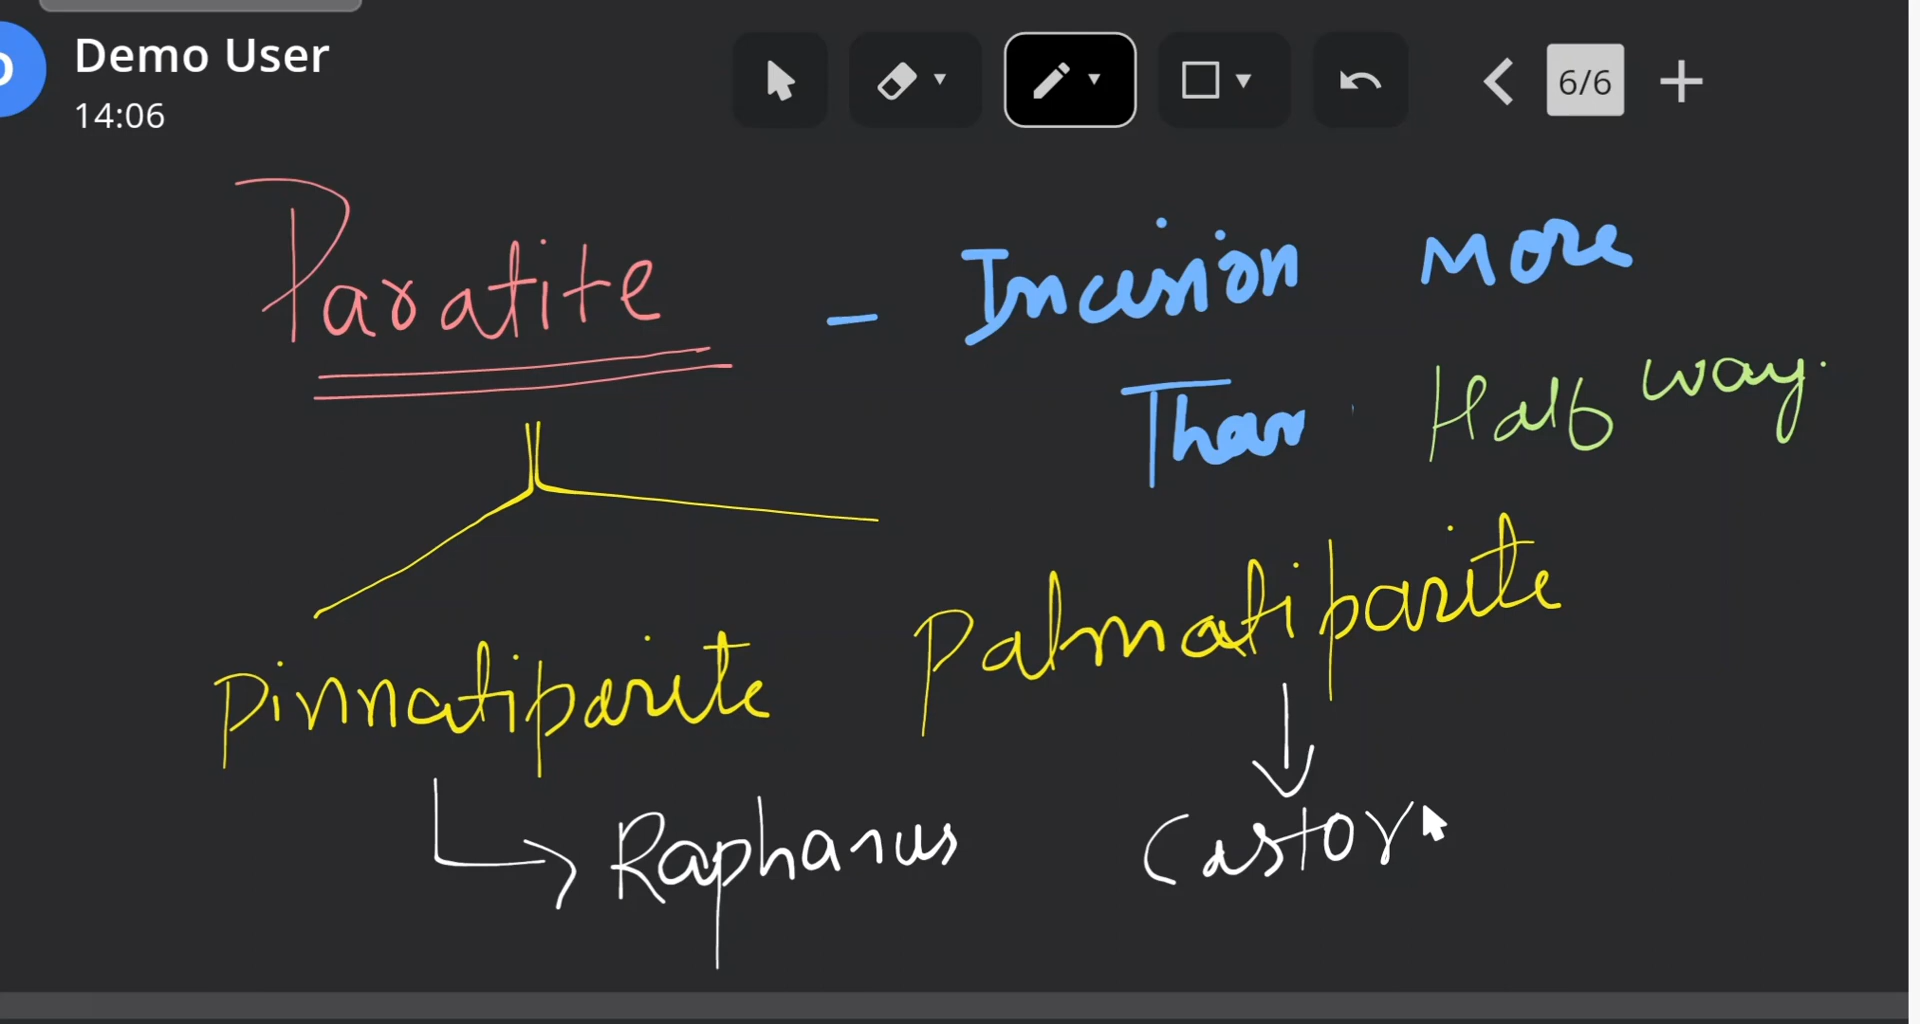 Demo User
14:06
6/6
Paratite - Incision More
Than Half way.
Pinnatiparite Palmatiparite
Raphanus Castor